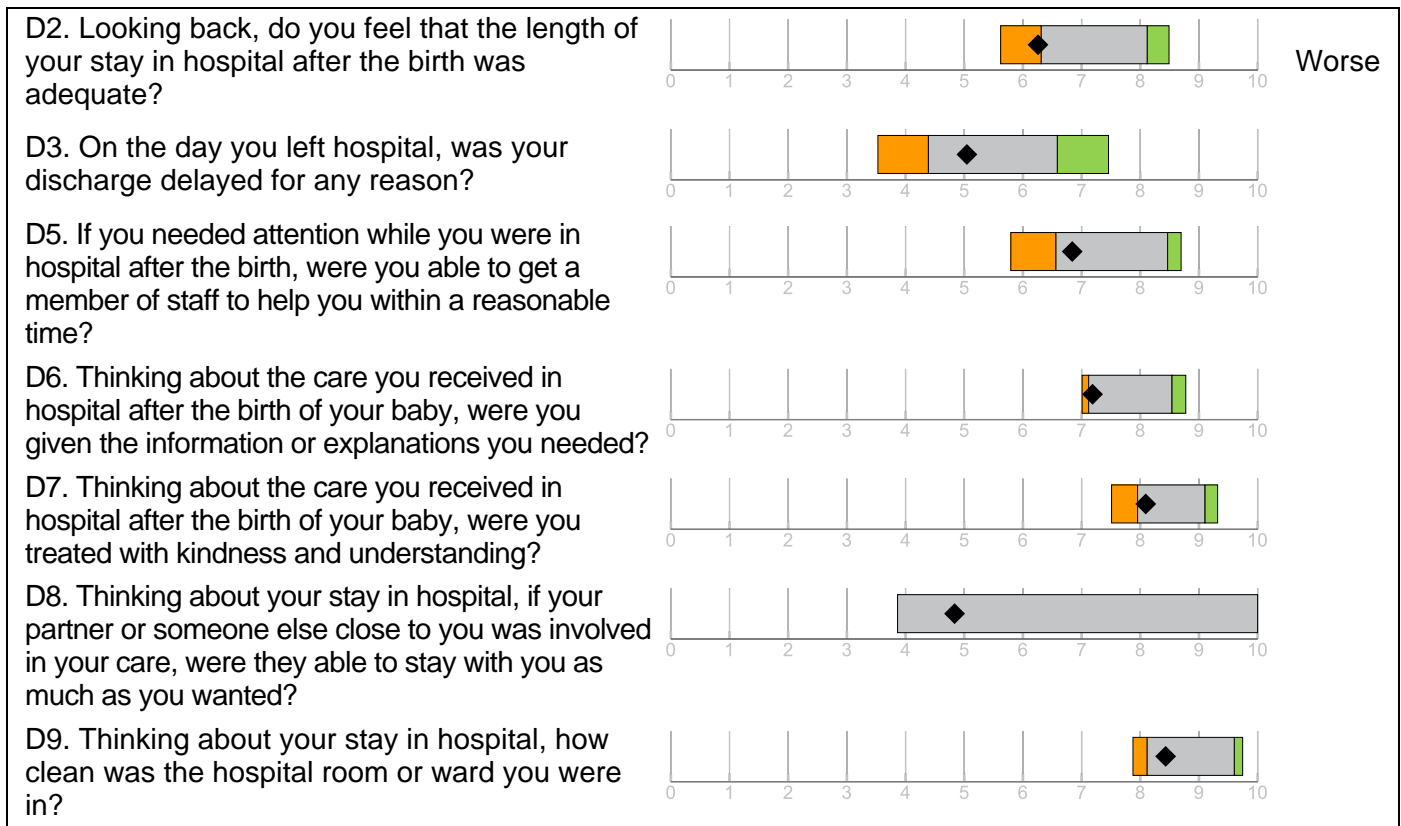 D2. Looking back, do you feel that the length of
your stay in hospital after the birth was
adequate?
0 1 2 3 4 5 6 7 8 9 10
Worse
D3. On the day you left hospital, was your
discharge delayed for any reason?
0 1 2 3 4 5 6 7 8 9 10
D5. If you needed attention while you were in
hospital after the birth, were you able to get a
member of staff to help you within a reasonable
time?
0 1 2 3 4 5 6 7 8 9 10
D6. Thinking about the care you received in
hospital after the birth of your baby, were you
given the information or explanations you needed?
0 1 2 3 4 5 6 7 8 9 10
D7. Thinking about the care you received in
hospital after the birth of your baby, were you
treated with kindness and understanding?
0 1 2 3 4 5 6 7 8 9 10
D8. Thinking about your stay in hospital, if your
partner or someone else close to you was involved
in your care, were they able to stay with you as
much as you wanted?
0 1 2 3 4 5 6 7 8 9 10
D9. Thinking about your stay in hospital, how
clean was the hospital room or ward you were
in?
0 1 2 3 4 5 6 7 8 9 10